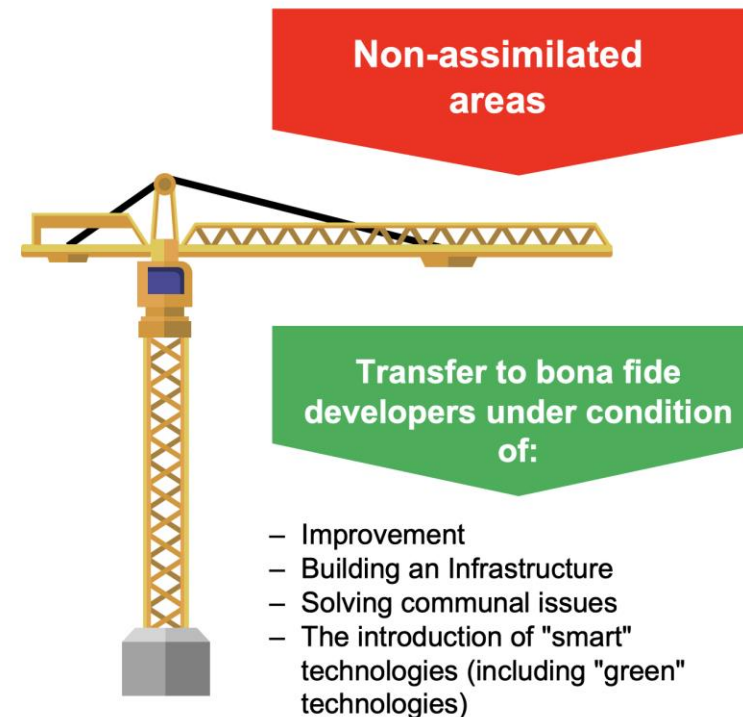 Non-assimilated
areas
Transfer to bona fide
developers under condition
of:
– Improvement
– Building an Infrastructure
– Solving communal issues
– The introduction of "smart"
technologies (including "green"
technologies)